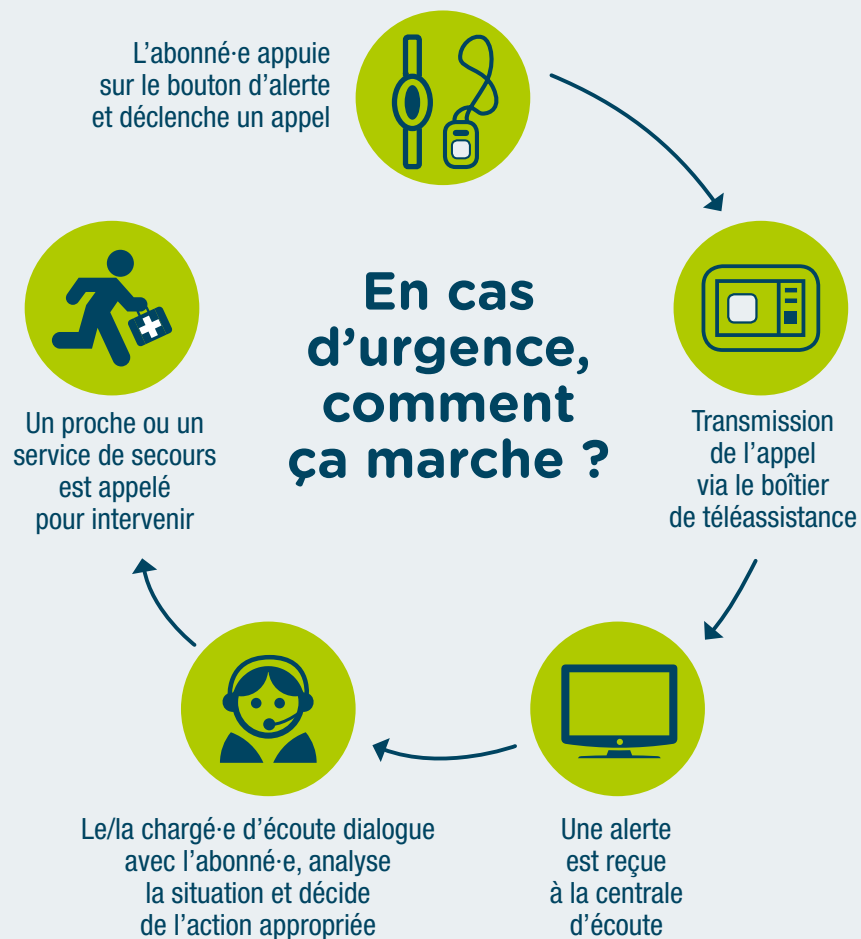 L’abonné·e appuie
sur le bouton d’alerte
et déclenche un appel
En cas
d’urgence,
comment
ça marche ?
Transmission
de l’appel
via le boîtier
de téléassistance
Une alerte
est reçue
à la centrale
d’écoute
Le/la chargé·e d’écoute dialogue
avec l’abonné·e, analyse
la situation et décide
de l’action appropriée
Un proche ou un
service de secours
est appelé
pour intervenir